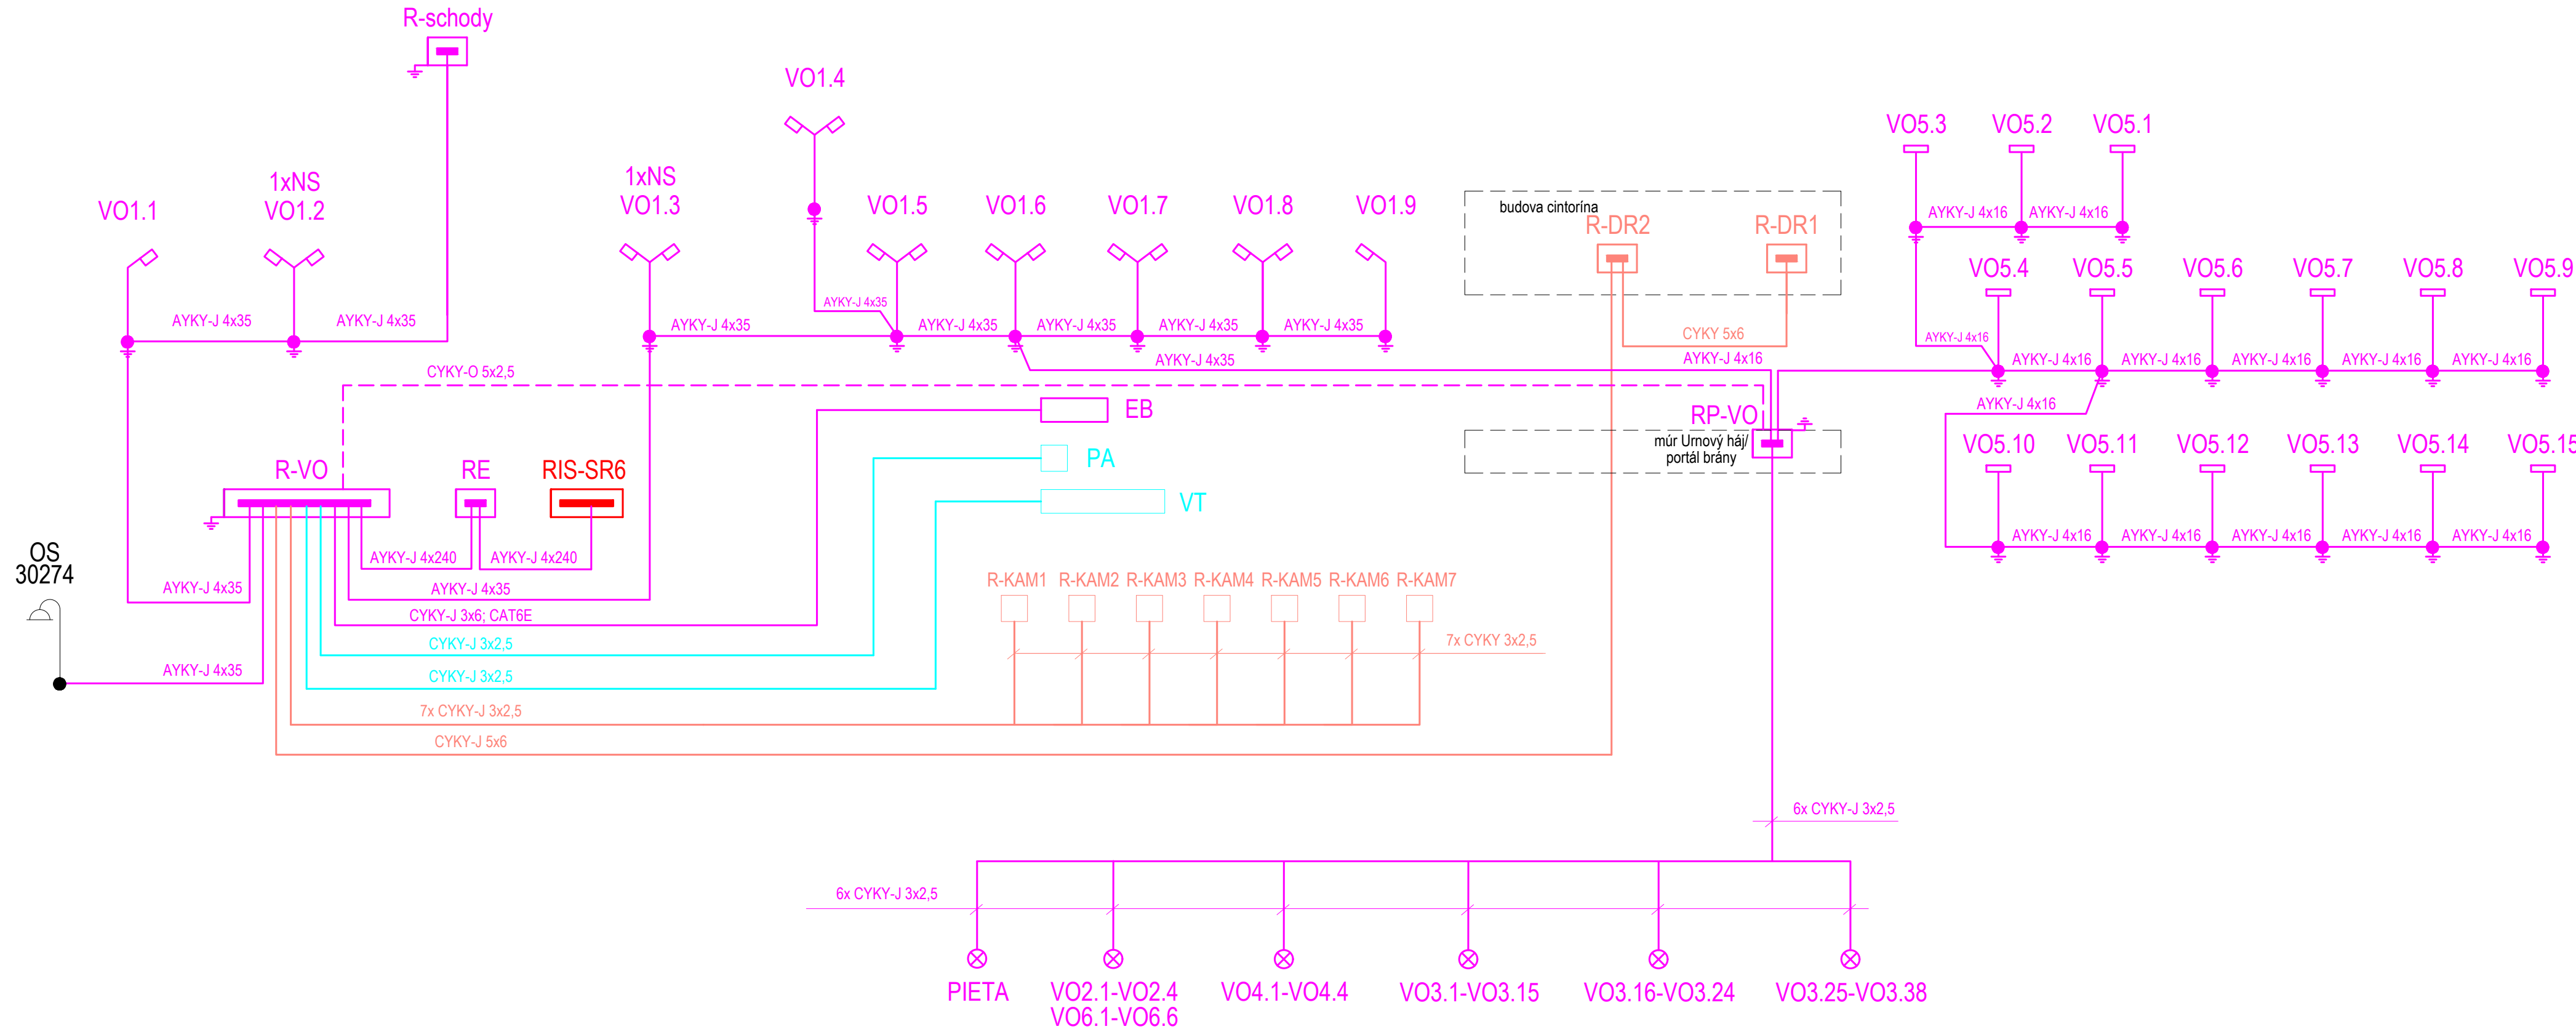 R-schody
VO1.4
VO5.3
VO5.2
VO5.1
1xNS
VO1.2
1xNS
VO1.3
VO1.1
VO1.5
VO1.6
VO1.7
VO1.8
VO1.9
budova cintorína
R-DR2
R-DR1
AYKY-J 4x16
AYKY-J 4x16
VO5.4
VO5.5
VO5.6
VO5.7
VO5.8
VO5.9
AYKY-J 4x35
AYKY-J 4x35
AYKY-J 4x35
AYKY-J 4x35
AYKY-J 4x35
AYKY-J 4x35
AYKY-J 4x35
AYKY-J 4x35
CYKY 5x6
AYKY-J 4x16
AYKY-J 4x35
AYKY-J 4x16
AYKY-J 4x16
AYKY-J 4x16
AYKY-J 4x16
AYKY-J 4x16
AYKY-J 4x16
CYKY-O 5x2,5
EB
RP-VO
AYKY-J 4x16
múr Urnový háj/
portál brány
PA
VO5.10
VO5.11
VO5.12
VO5.13
VO5.14
VO5.15
R-VO
RE
RIS-SR6
VT
AYKY-J 4x16
AYKY-J 4x16
AYKY-J 4x16
AYKY-J 4x16
AYKY-J 4x16
OS
30274
AYKY-J 4x240
AYKY-J 4x240
AYKY-J 4x35
AYKY-J 4x35
R-KAM1
R-KAM2
R-KAM3
R-KAM4
R-KAM5
R-KAM6
R-KAM7
CYKY-J 3x6; CAT6E
CYKY-J 3x2,5
7x CYKY 3x2,5
AYKY-J 4x35
CYKY-J 3x2,5
7x CYKY-J 3x2,5
CYKY-J 5x6
6x CYKY-J 3x2,5
6x CYKY-J 3x2,5
PIETA
VO2.1-VO2.4
VO6.1-VO6.6
VO4.1-VO4.4
VO3.1-VO3.15
VO3.16-VO3.24
VO3.25-VO3.38